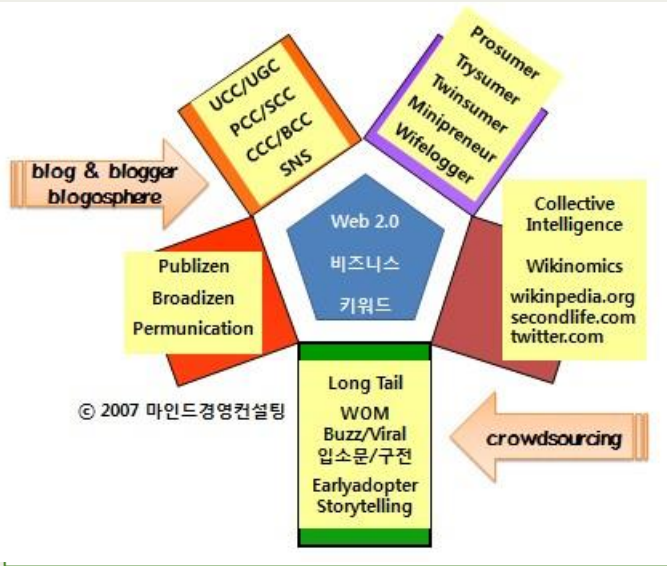 UCC/UGC
PCC/SCC
CCC/BCC
SNS
Prosumer
Trysumer
Twinsumer
Minipreneur
Wifelogger
blog & blogger
blogosphere
Web 2.0
비즈니스
키워드
Collective
Intelligence
Wikinomics
wikinpedia.org
secondlife.com
twitter.com
Publizen
Broadizen
Permunication
Long Tail
WOM
Buzz/Viral
입소문/구전
Earlyadopter
Storytelling
© 2007 마인드경영컨설팅
crowdsourcing